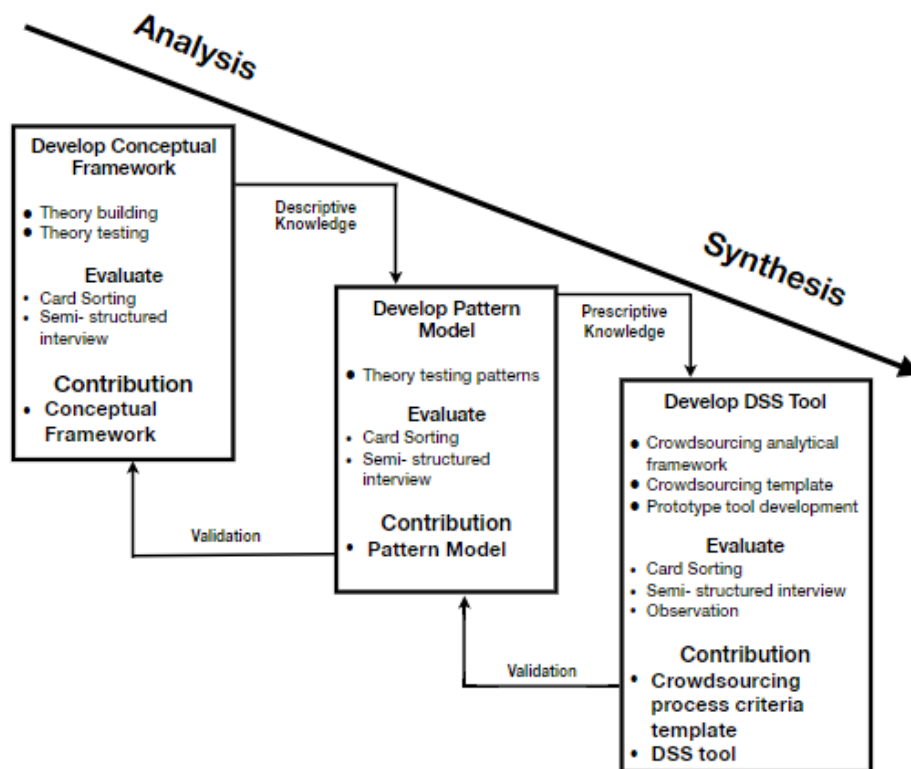 Analysis
Synthesis
Develop Conceptual
Framework
● Theory building
● Theory testing
Evaluate
• Card Sorting
• Semi- structured
interview
Contribution
• Conceptual
Framework
Descriptive
Knowledge
Develop Pattern
Model
● Theory testing patterns
Evaluate
• Card Sorting
• Semi- structured
interview
Contribution
• Pattern Model
Validation
Prescriptive
Knowledge
Develop DSS Tool
● Crowdsourcing analytical
framework
● Crowdsourcing template
● Prototype tool development
Evaluate
• Card Sorting
• Semi- structured interview
• Observation
Contribution
• Crowdsourcing
process criteria
template
• DSS tool
Validation